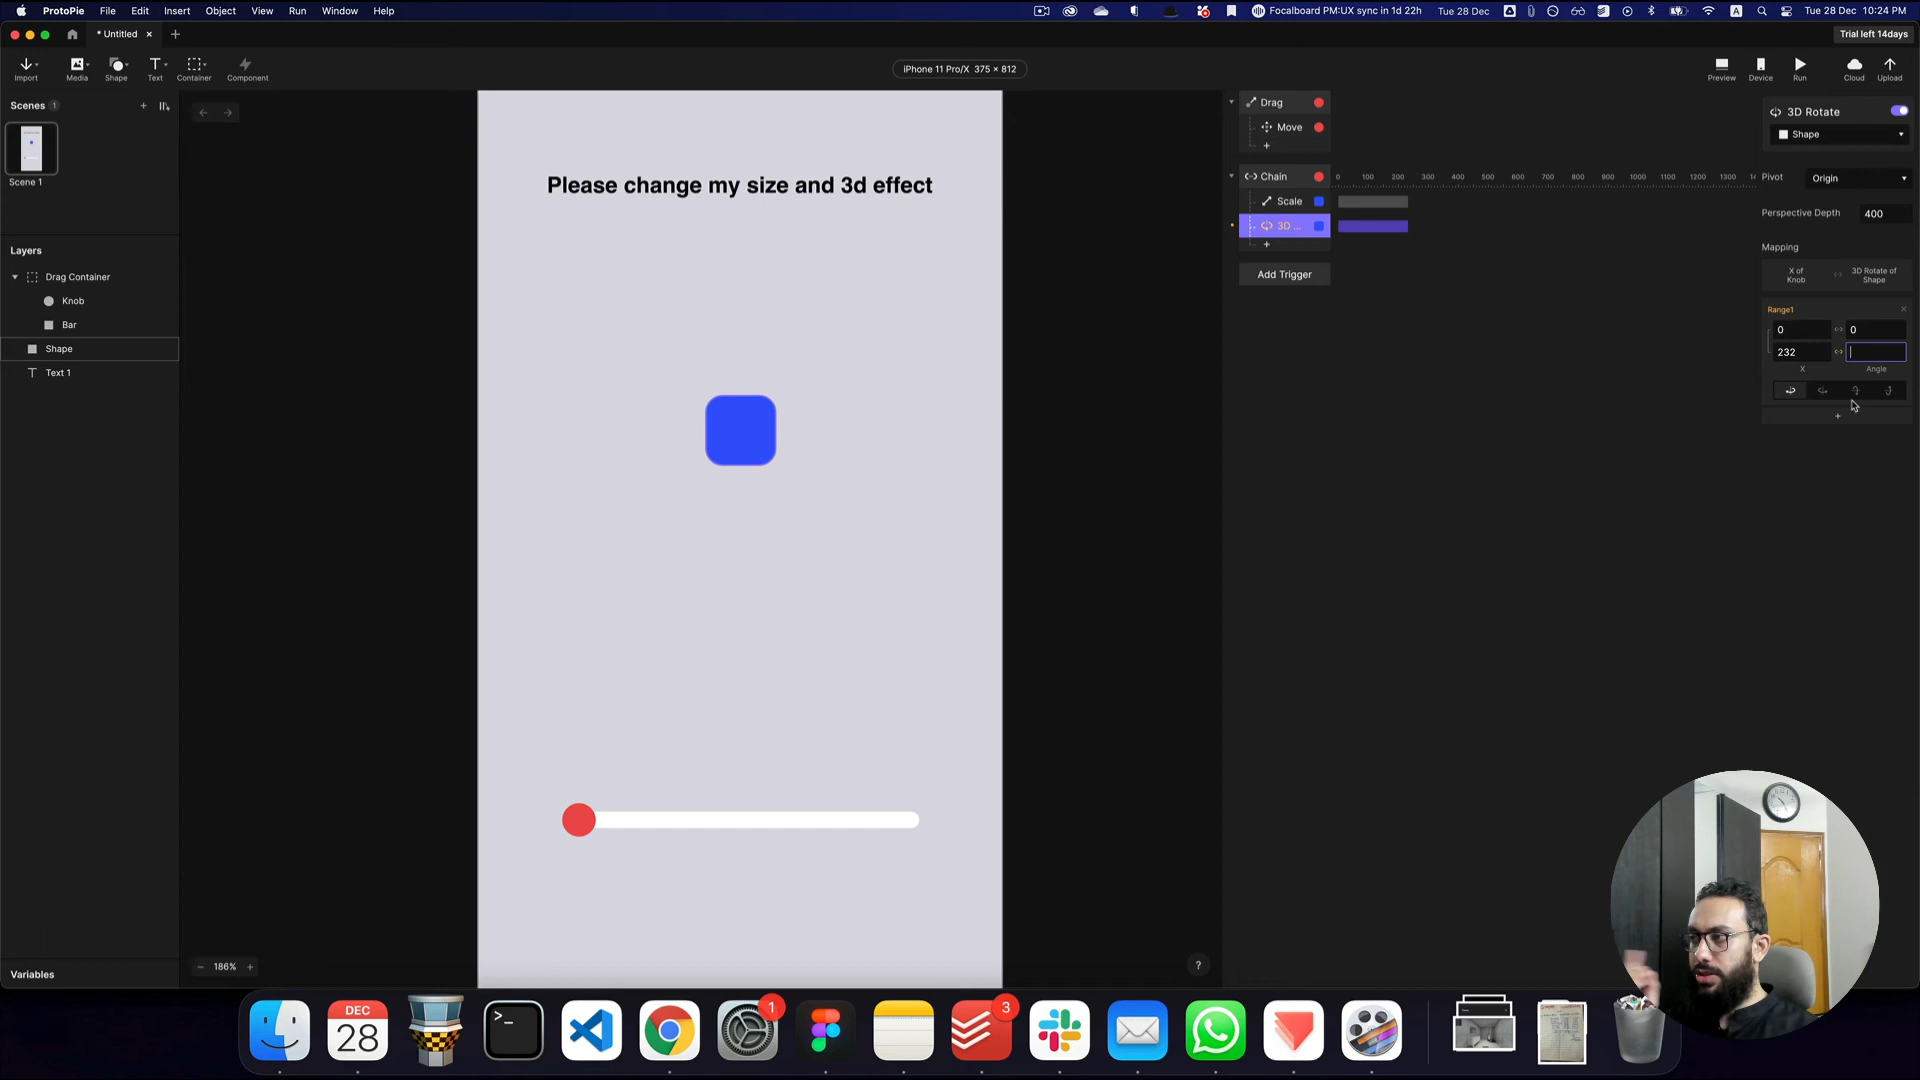 ProtoPie File Edit Insert Object View Run Window Help
Focalboard PM:UX sync in 1d 22h Tue 28 Dec A Tue 28 Dec 10:24 PM
* Untitled
Trial left 14days
Import Media Shape Text Container Component
iPhone 11 Pro/X 375 × 812
Preview Device Run Cloud Upload
Scenes 1
Scene 1
Layers
Drag Container
Knob
Bar
Shape
Text 1
Variables
Please change my size and 3d effect
186%
?
Drag
Move
Chain
0 100 200 300 400 500 600 700 800 900 1000 1100 1200 1300
Scale
3D ...
Add Trigger
3D Rotate
Shape
Pivot Origin
Perspective Depth 400
Mapping
X of Knob
3D Rotate of Shape
Range1
0 0
232
X Angle
DEC
28
1
3